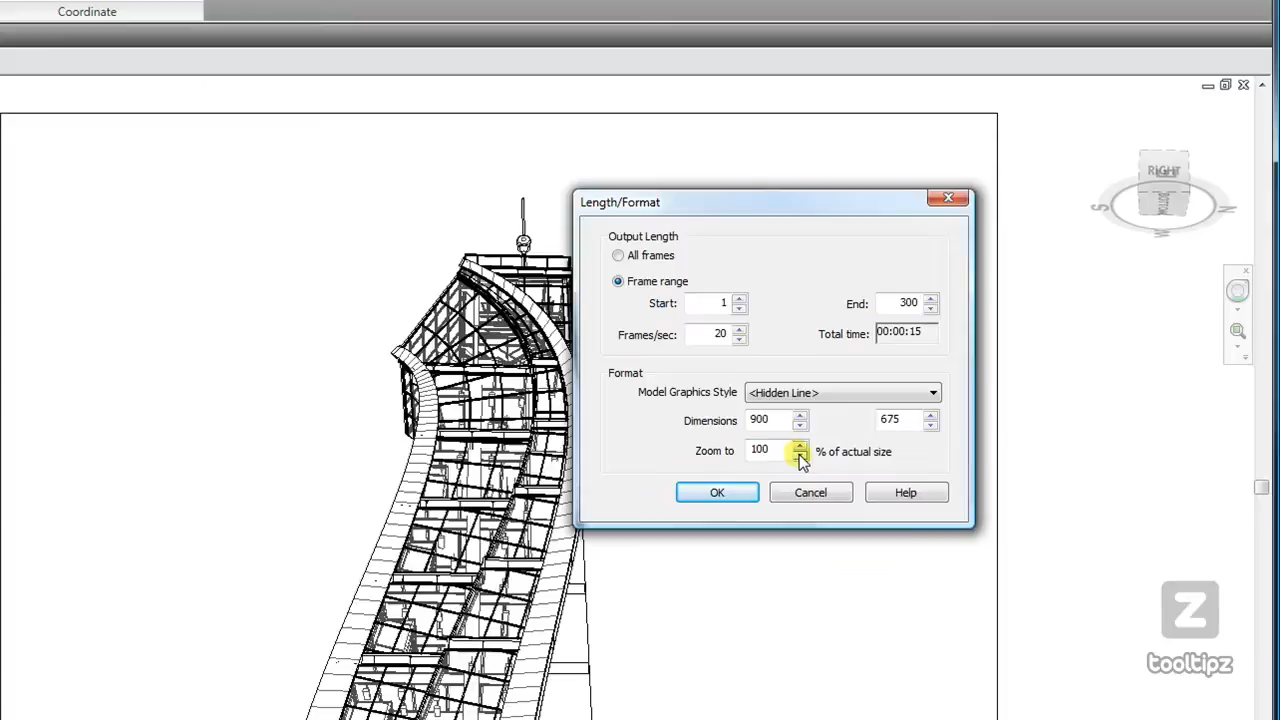 Coordinate
RIGHT
BOTTOM
S
W
Length/Format
Output Length
All frames
Frame range
Start: 1 End: 300
Frames/sec: 20 Total time: 00:00:15
Format
Model Graphics Style <Hidden Line>
Dimensions 900 675
Zoom to 100 % of actual size
OK Cancel Help
Z
tooltipz